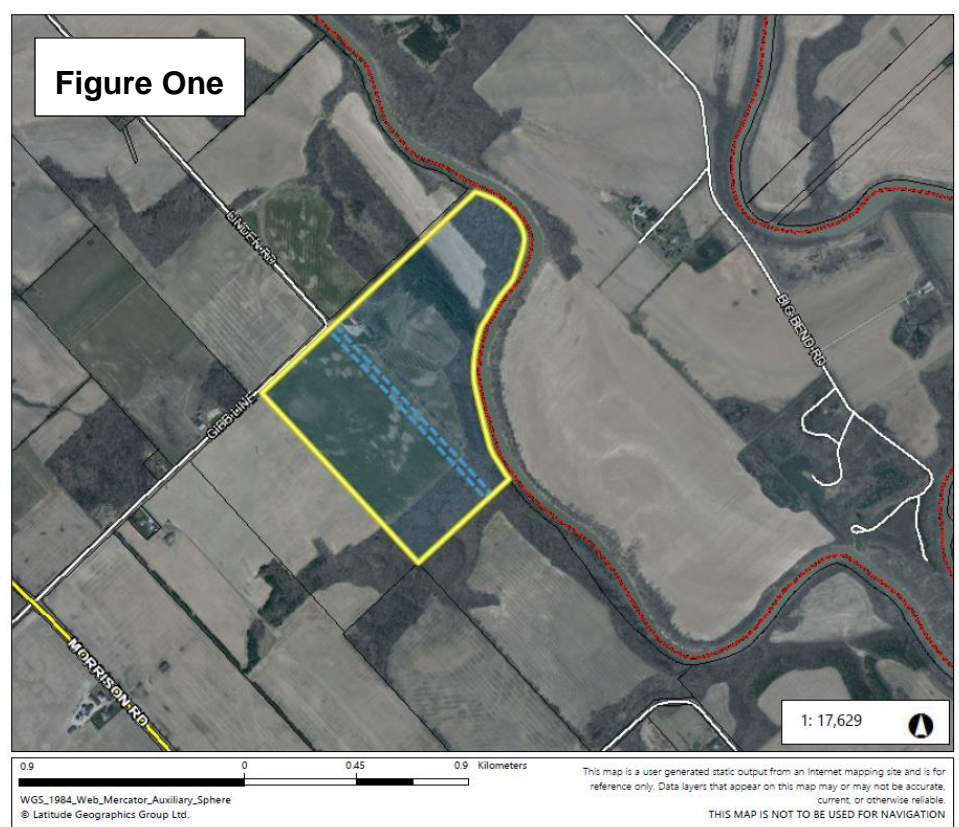 Figure One
LINDEN RD
BIG BEND RD
GIBB LINE
MORRISON RD
1: 17,629
0.9 0 0.45 0.9 Kilometers
WGS_1984_Web_Mercator_Auxiliary_Sphere
© Latitude Geographics Group Ltd.
This map is a user generated static output from an Internet mapping site and is for
reference only. Data layers that appear on this map may or may not be accurate,
current, or otherwise reliable.
THIS MAP IS NOT TO BE USED FOR NAVIGATION